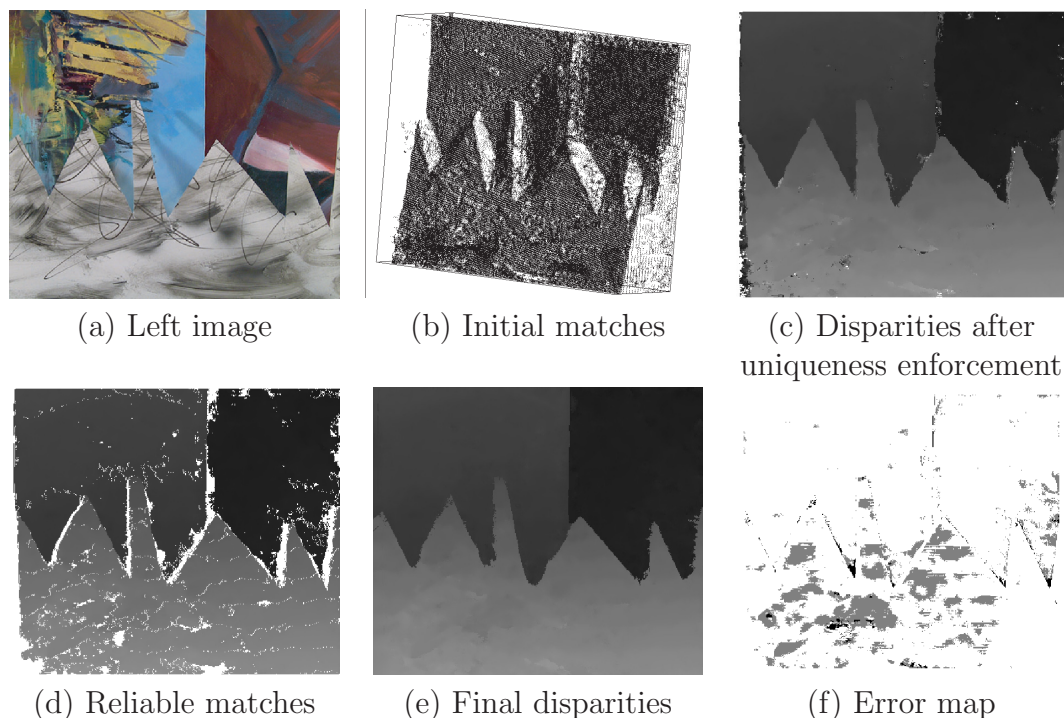 (a) Left image
(b) Initial matches
(c) Disparities after
uniqueness enforcement
(d) Reliable matches
(e) Final disparities
(f) Error map